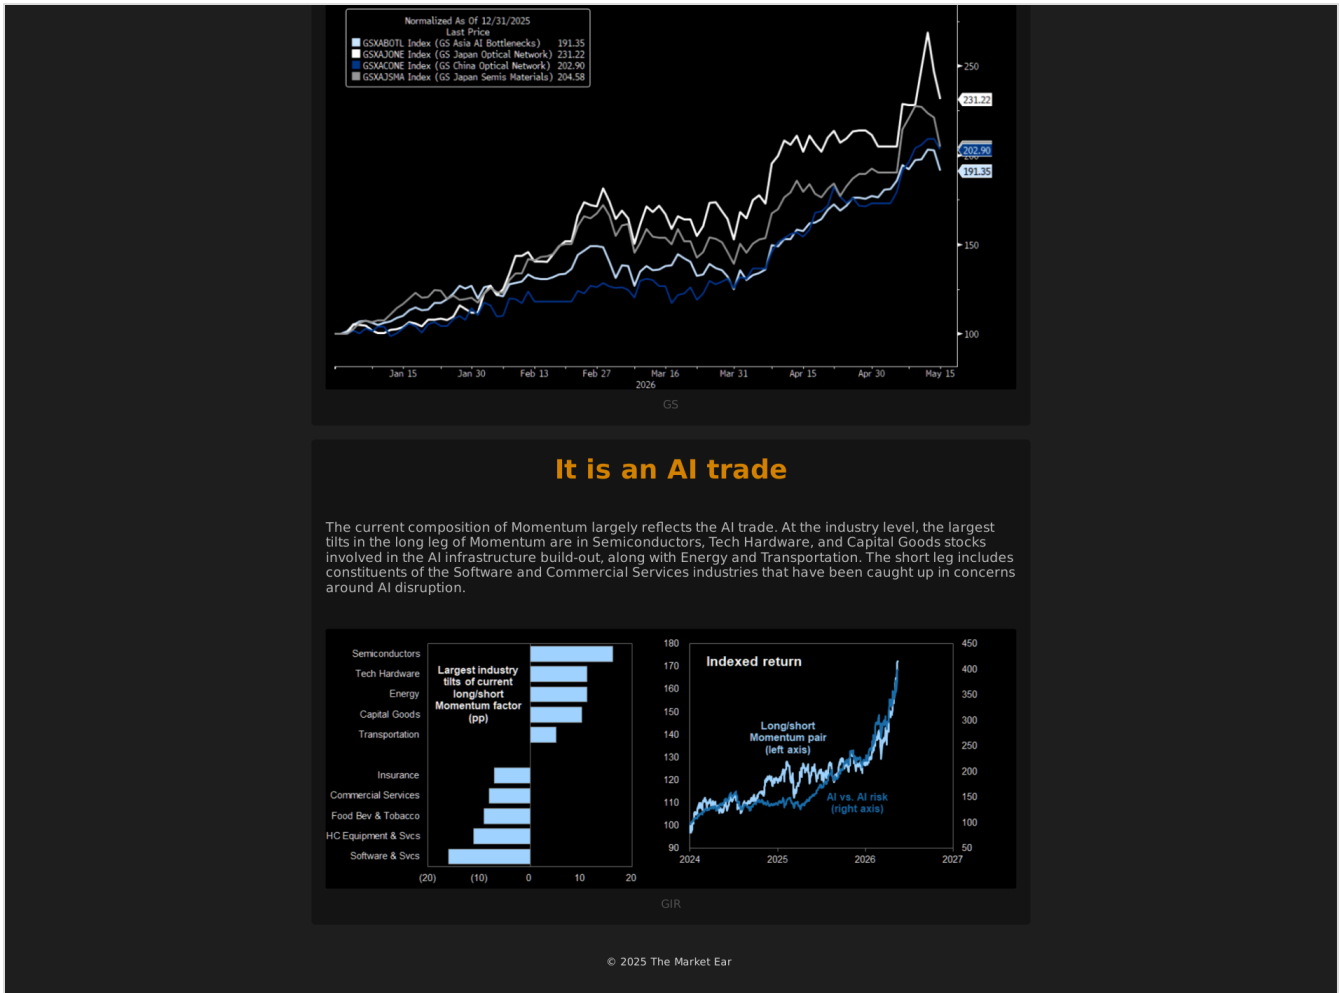 Normalized As Of 12/31/2025
Last Price
GSXABOTL Index (GS Asia AI Bottlenecks) 191.35
GSXAJONE Index (GS Japan Optical Network) 231.22
GSXACONE Index (GS China Optical Network) 202.90
GSXAJSMA Index (GS Japan Semis Materials) 204.58
250
231.22
202.90
191.35
150
100
Jan 15 Jan 30 Feb 13 Feb 27 Mar 16 Mar 31 Apr 15 Apr 30 May 15
2026
GS
It is an AI trade
The current composition of Momentum largely reflects the AI trade. At the industry level, the largest
tilts in the long leg of Momentum are in Semiconductors, Tech Hardware, and Capital Goods stocks
involved in the AI infrastructure build-out, along with Energy and Transportation. The short leg includes
constituents of the Software and Commercial Services industries that have been caught up in concerns
around AI disruption.
Semiconductors
Tech Hardware
Energy
Capital Goods
Transportation
Insurance
Commercial Services
Food Bev & Tobacco
HC Equipment & Svcs
Software & Svcs
Largest industry
tilts of current
long/short
Momentum factor
(pp)
(20) (10) 0 10 20
180
170
160
150
140
130
120
110
100
90
Indexed return
Long/short
Momentum pair
(left axis)
AI vs. AI risk
(right axis)
450
400
350
300
250
200
150
100
50
2024 2025 2026 2027
GIR
© 2025 The Market Ear